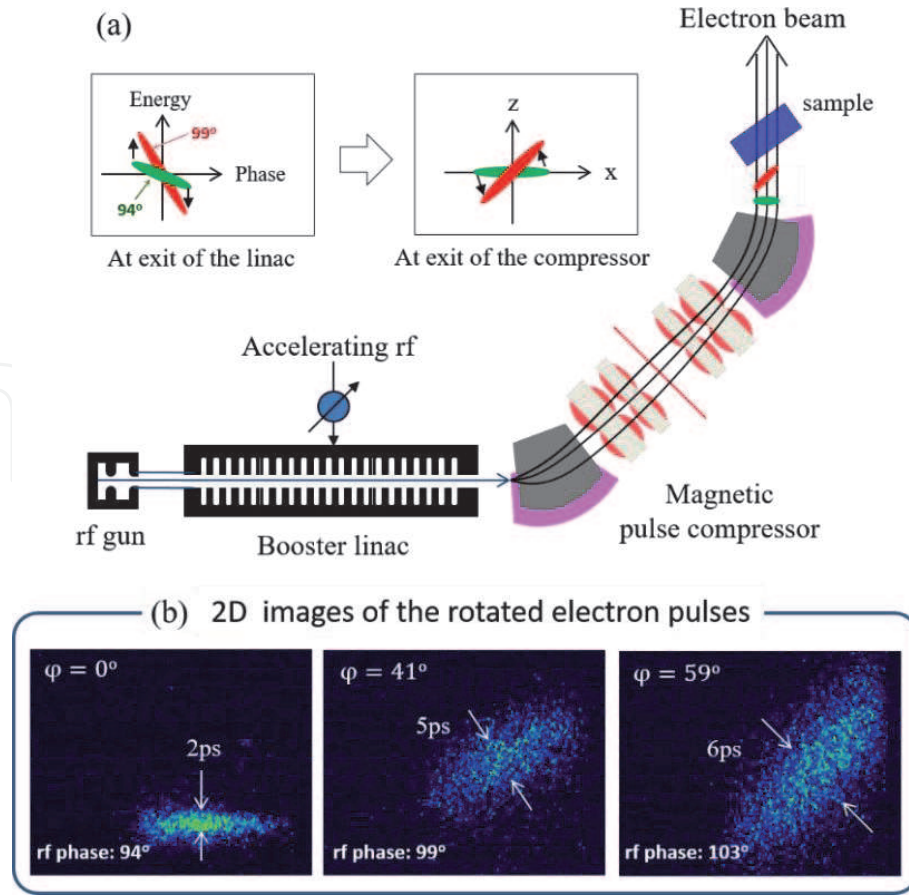 (a)
Electron beam
sample
Energy
99°
Phase
94°
At exit of the linac
z
x
At exit of the compressor
Accelerating rf
rf gun
Booster linac
Magnetic
pulse compressor
(b) 2D images of the rotated electron pulses
φ = 0°
2ps
rf phase: 94°
φ = 41°
5ps
rf phase: 99°
φ = 59°
6ps
rf phase: 103°